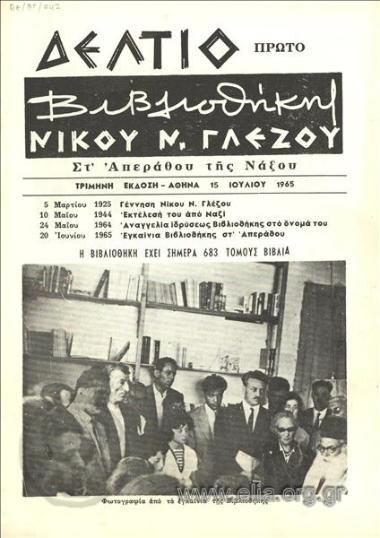 ΔΕΛΤΙΟ ΠΡΩΤΟ
Βιβλιοθήκη
ΝΙΚΟΥ Ν. ΓΛΕΖΟΥ
Στ' Ἀπεράθου τῆς Νάξου
ΤΡΙΜΗΝΗ ΕΚΔΟΣΗ - ΑΘΗΝΑ 15 ΙΟΥΛΙΟΥ 1965
5 Μαρτίου 1925 Γέννηση Νίκου Ν. Γλέζου
10 Μαΐου 1944 Ἐκτέλεσή του ἀπό Ναζί
24 Μαΐου 1964 Ἀναγγελία ἱδρύσεως Βιβλιοθήκης στό ὄνομά του
20 Ἰουνίου 1965 Ἐγκαίνια Βιβλιοθήκης στ' Ἀπεράθου
Η ΒΙΒΛΙΟΘΗΚΗ ΕΧΕΙ ΣΗΜΕΡΑ 683 ΤΟΜΟΥΣ ΒΙΒΛΙΑ
www.elia.org.gr
Φωτογραφία ἀπό τά ἐγκαίνια τῆς Βιβλιοθήκης